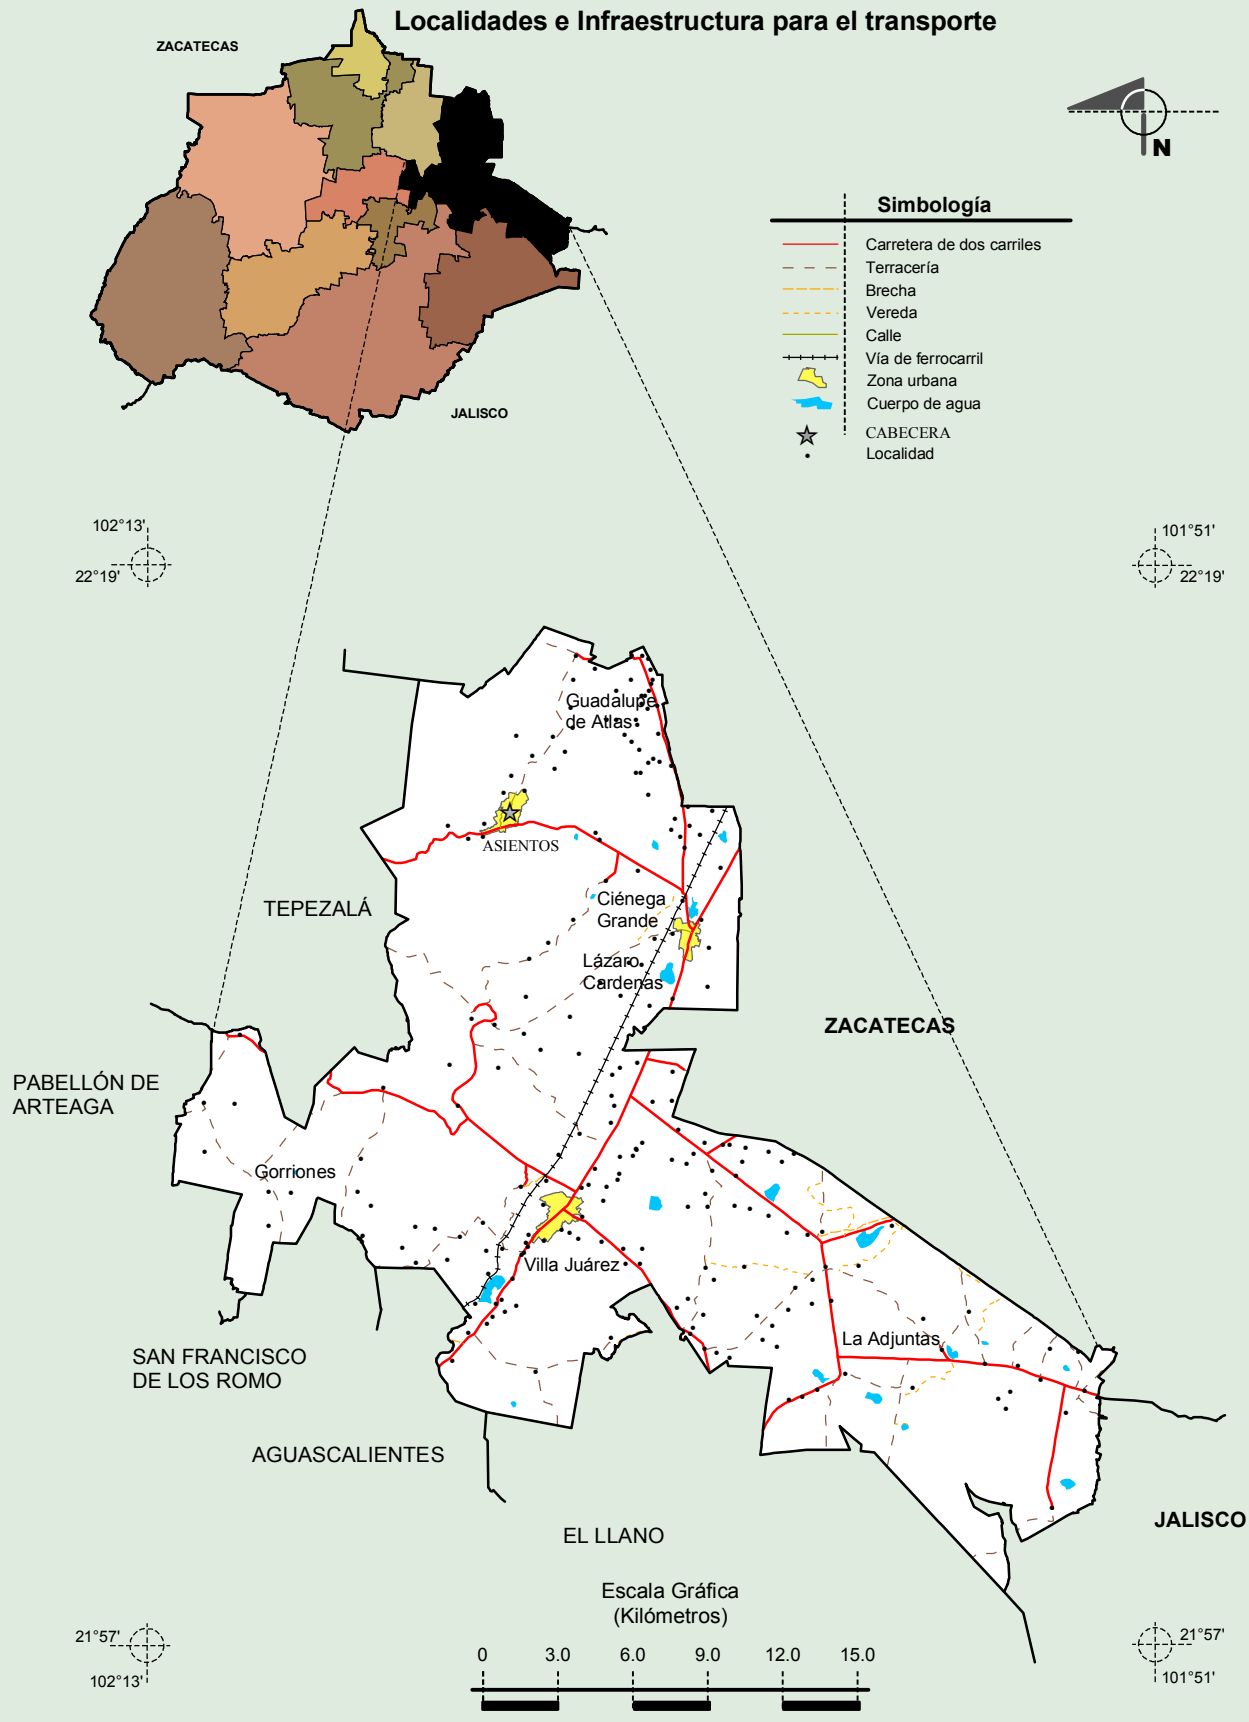 Localidades e Infraestructura para el transporte
ZACATECAS
JALISCO
N
Simbología
Carretera de dos carriles
Terracería
Brecha
Vereda
Calle
Vía de ferrocarril
Zona urbana
Cuerpo de agua
CABECERA
Localidad
102°13'
22°19'
101°51'
22°19'
Guadalupe
de Atlas
ASIENTOS
TEPEZALÁ
Ciénega
Grande
Lázaro
Cardenas
ZACATECAS
PABELLÓN DE
ARTEAGA
Gorriones
Villa Juárez
La Adjuntas
SAN FRANCISCO
DE LOS ROMO
AGUASCALIENTES
JALISCO
EL LLANO
Escala Gráfica
(Kilómetros)
0 3.0 6.0 9.0 12.0 15.0
21°57'
102°13'
21°57'
101°51'